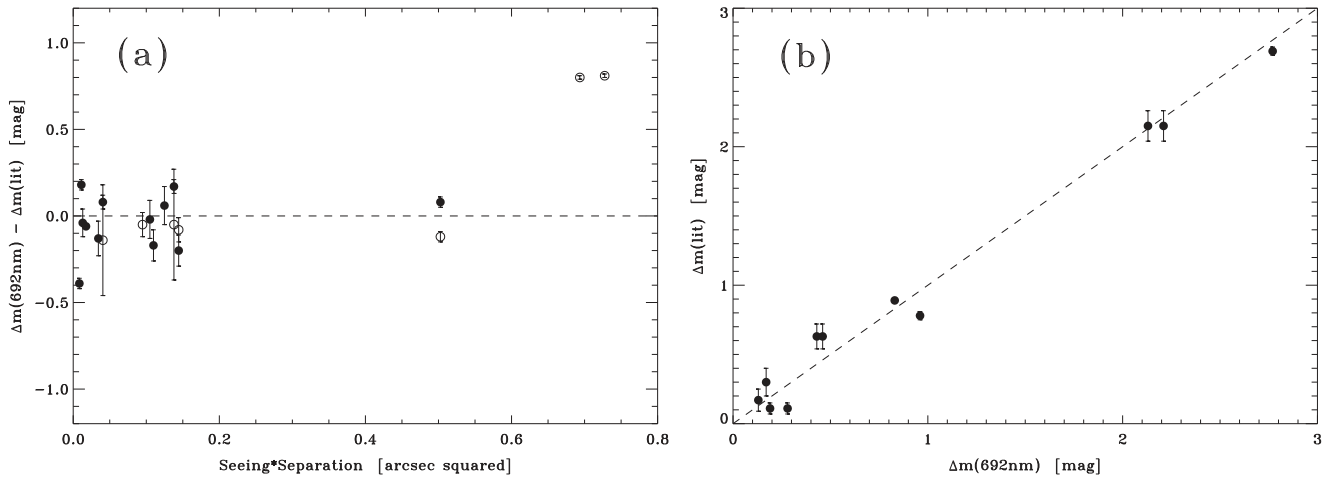 (a)
Δm(692nm) − Δm(lit) [mag]
1.0
0.5
0.0
−0.5
−1.0
0.0 0.2 0.4 0.6 0.8
Seeing*Separation [arcsec squared]
(b)
Δm(lit) [mag]
3
2
1
0
0 1 2 3
Δm(692nm) [mag]